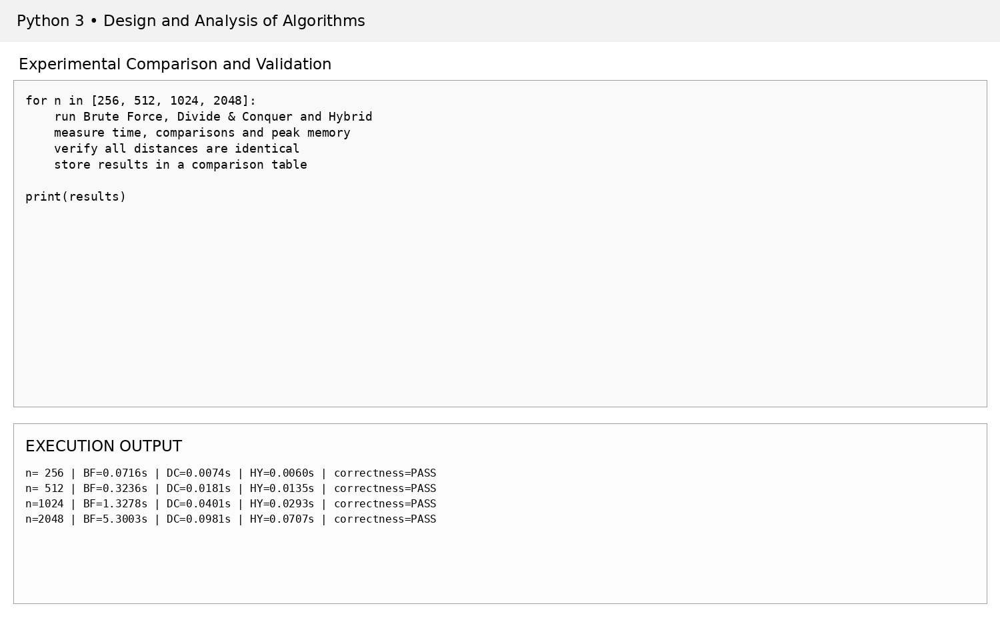 Python 3 • Design and Analysis of Algorithms
Experimental Comparison and Validation
for n in [256, 512, 1024, 2048]:
    run Brute Force, Divide & Conquer and Hybrid
    measure time, comparisons and peak memory
    verify all distances are identical
    store results in a comparison table

print(results)
EXECUTION OUTPUT
n= 256 | BF=0.0716s | DC=0.0074s | HY=0.0060s | correctness=PASS
n= 512 | BF=0.3236s | DC=0.0181s | HY=0.0135s | correctness=PASS
n=1024 | BF=1.3278s | DC=0.0401s | HY=0.0293s | correctness=PASS
n=2048 | BF=5.3003s | DC=0.0981s | HY=0.0707s | correctness=PASS